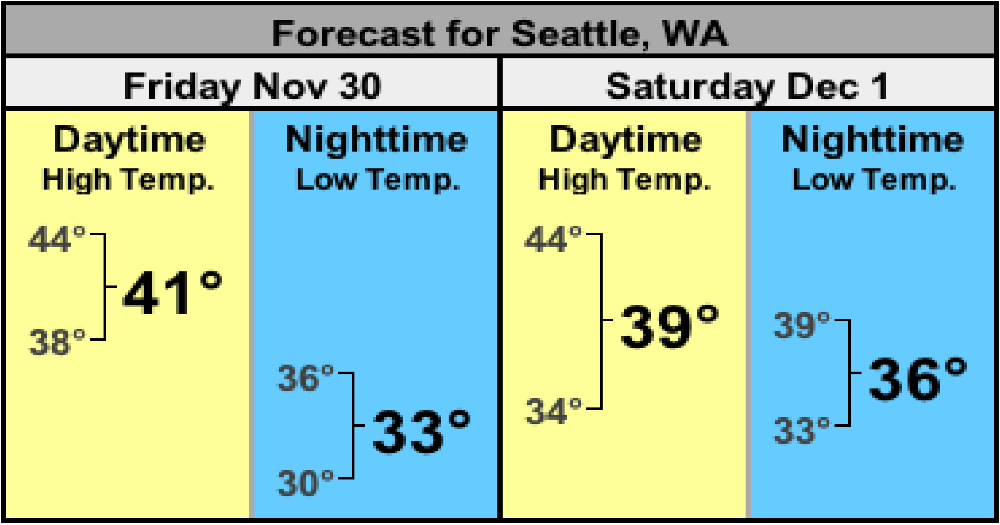 Forecast for Seattle, WA
Friday Nov 30
Saturday Dec 1
Daytime
High Temp.
44°
41°
38°
Nighttime
Low Temp.
36°
33°
30°
Daytime
High Temp.
44°
39°
34°
Nighttime
Low Temp.
39°
36°
33°